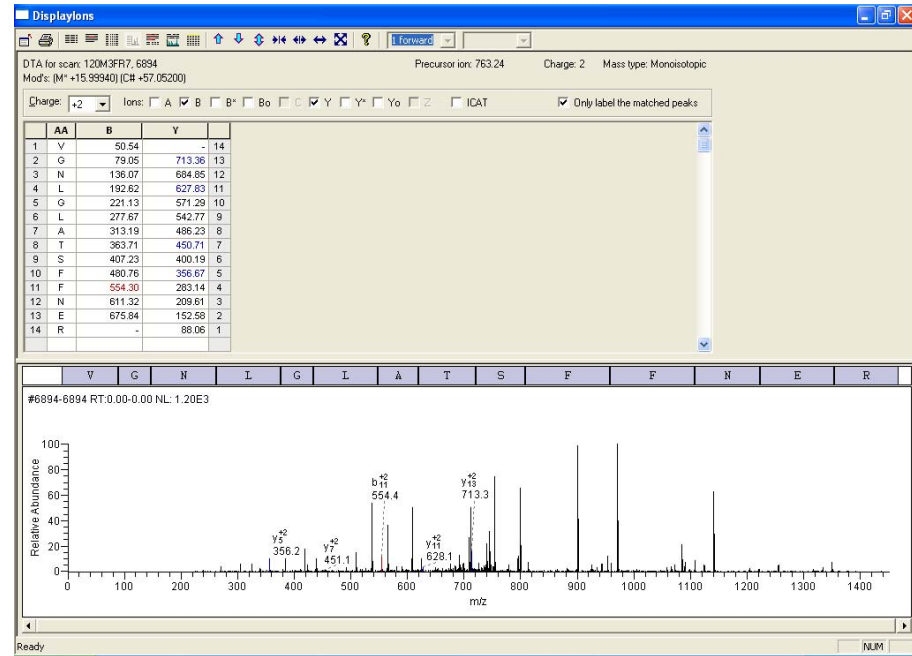 DisplayIons
1 forward
DTA for scan: 120M3FR7, 6894 Precursor ion: 763.24 Charge: 2 Mass type: Monoisotopic
Mod's: (M* +15.99940) (C# +57.05200)
Charge: +2 Ions: A B B* Bo C Y Y* Yo Z ICAT Only label the matched peaks
AA B Y
1 V 50.54 - 14
2 G 79.05 713.36 13
3 N 136.07 684.85 12
4 L 192.62 627.83 11
5 G 221.13 571.29 10
6 L 277.67 542.77 9
7 A 313.19 486.23 8
8 T 363.71 450.71 7
9 S 407.23 400.19 6
10 F 480.76 356.67 5
11 F 554.30 283.14 4
12 N 611.32 209.61 3
13 E 675.84 152.58 2
14 R - 88.06 1
V G N L G L A T S F F N E R
#6894-6894 RT:0.00-0.00 NL: 1.20E3
Relative Abundance
100
80
60
40
20
0
b +2 11
554.4
y +2 13
713.3
y +2 5
356.2
y +2 7
451.1
y +2 11
628.1
0 100 200 300 400 500 600 700 800 900 1000 1100 1200 1300 1400
m/z
Ready NUM